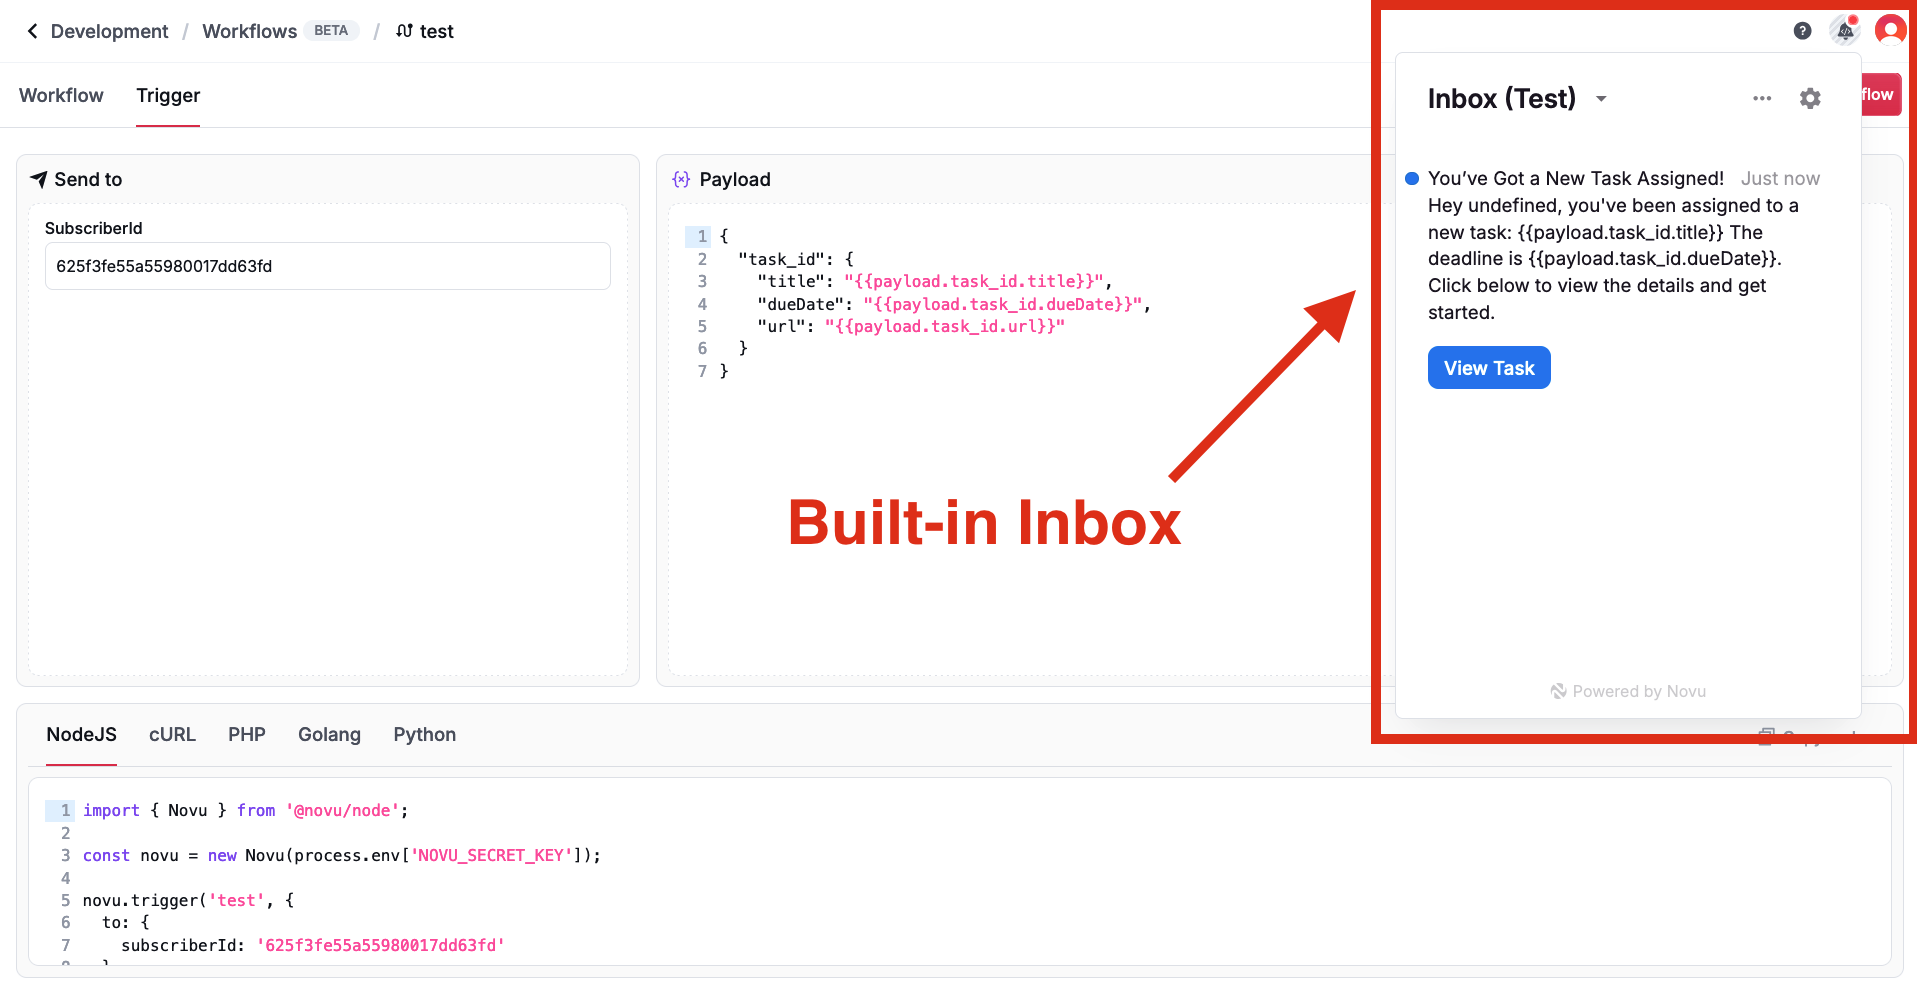 Development / Workflows BETA / test
Workflow Trigger
flow
Send to
SubscriberId
625f3fe55a55980017dd63fd
Payload
1 {
2 "task_id": {
3 "title": "{{payload.task_id.title}}",
4 "dueDate": "{{payload.task_id.dueDate}}",
5 "url": "{{payload.task_id.url}}"
6 }
7 }
Built-in Inbox
Inbox (Test)
You’ve Got a New Task Assigned! Just now
Hey undefined, you've been assigned to a
new task: {{payload.task_id.title}} The
deadline is {{payload.task_id.dueDate}}.
Click below to view the details and get
started.
View Task
Powered by Novu
NodeJS cURL PHP Golang Python
1 import { Novu } from '@novu/node';
2
3 const novu = new Novu(process.env['NOVU_SECRET_KEY']);
4
5 novu.trigger('test', {
6 to: {
7 subscriberId: '625f3fe55a55980017dd63fd'